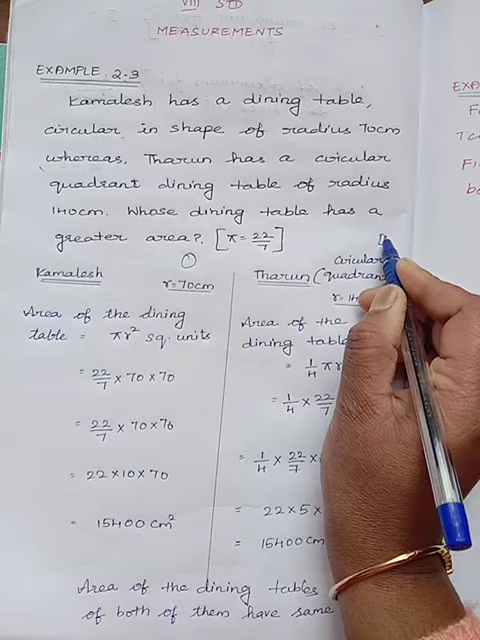 VIII STD
MEASUREMENTS
EXAMPLE 2.3
Kamalesh has a dining table,
circular in shape of radius 70cm
whereas, Tharun has a circular
quadrant dining table of radius
140cm. Whose dining table has a
greater area? [π = 22/7]
Kamalesh r=70cm
Area of the dining
table = πr² sq. units
= 22/7 × 70 × 70
= 22/7 × 70 × 70
= 22 × 10 × 70
= 15400 cm²
Circular
Tharun (quadrant
Area of the
dining table
= 1/4 πr
= 1/4 × 22/7
= 1/4 × 22/7 ×
= 22 × 5 ×
= 15400 cm
Area of the dining tables
of both of them have same
EXA